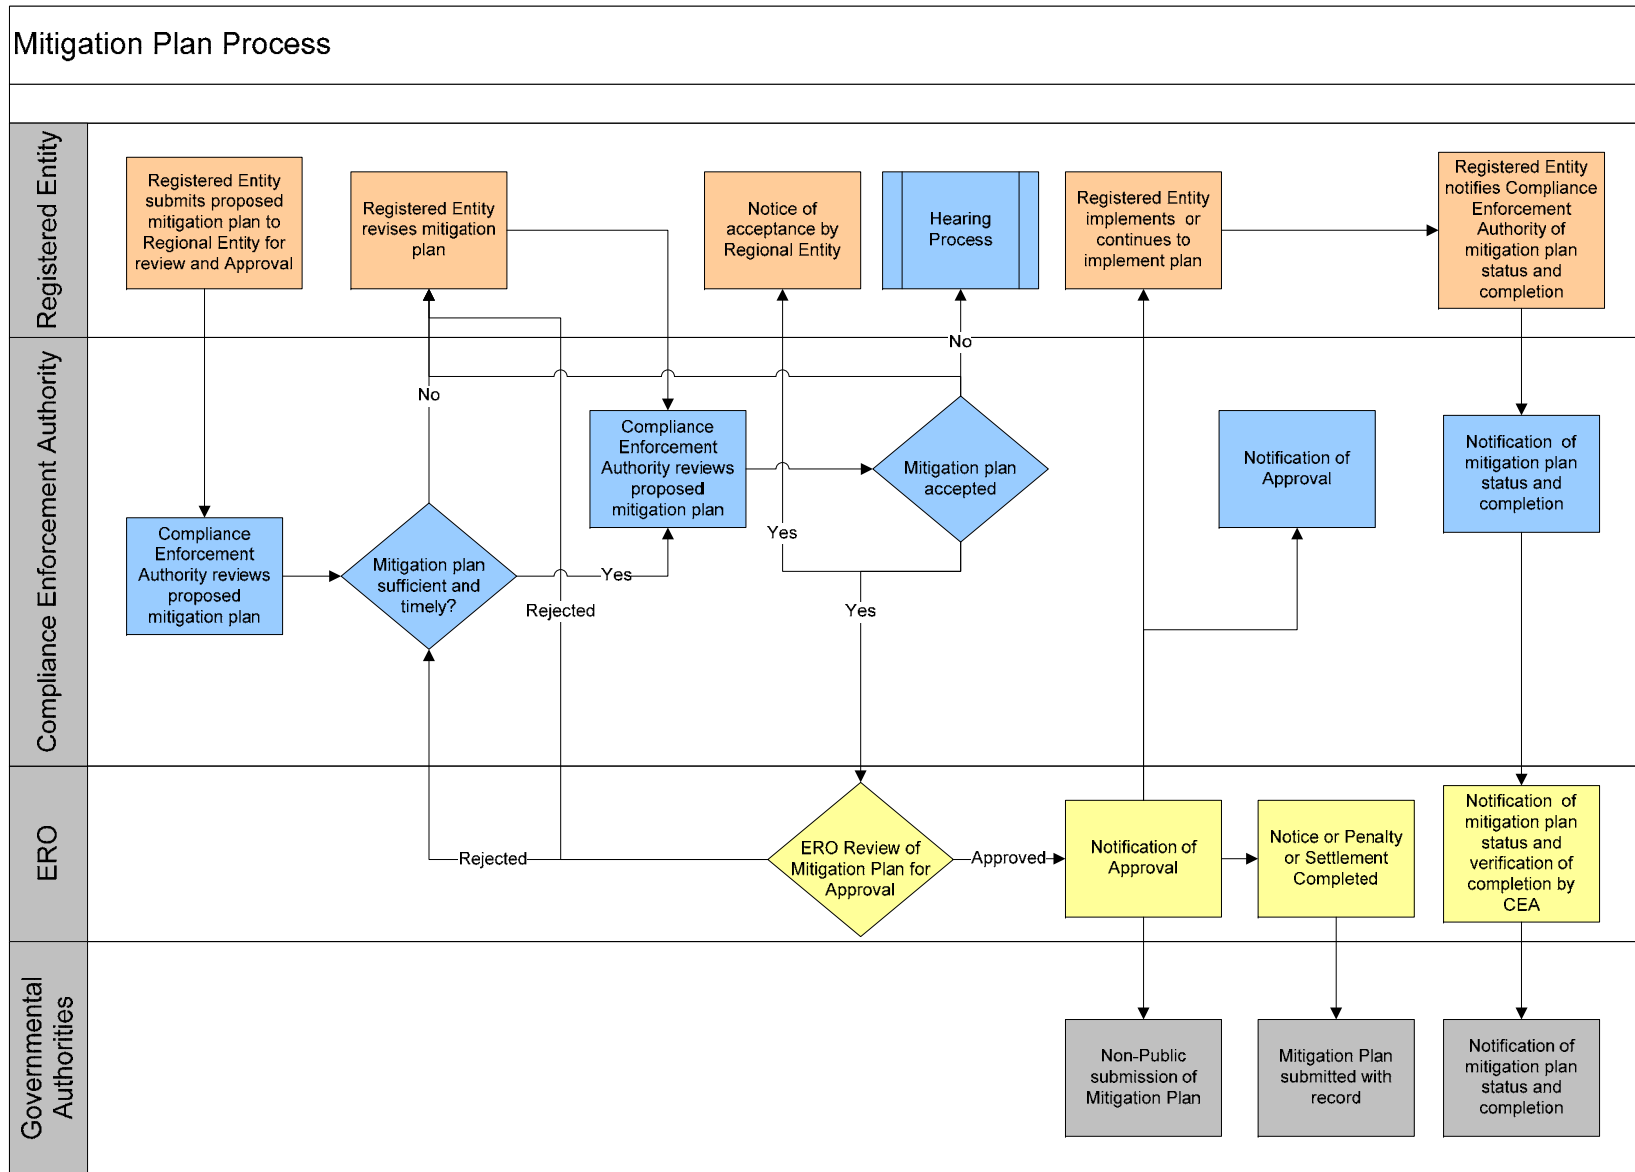 Mitigation Plan Process
Registered Entity
Registered Entity
submits proposed
mitigation plan to
Regional Entity for
review and Approval
Registered Entity
revises mitigation
plan
Notice of
acceptance by
Regional Entity
Hearing
Process
Registered Entity
implements or
continues to
implement plan
Registered Entity
notifies Compliance
Enforcement
Authority of
mitigation plan
status and
completion
Compliance Enforcement Authority
No
No
Compliance
Enforcement
Authority reviews
proposed
mitigation plan
Mitigation plan
sufficient and
timely?
Yes
Rejected
Compliance
Enforcement
Authority reviews
proposed
mitigation plan
Yes
Mitigation plan
accepted
Yes
Notification of
Approval
Notification of
mitigation plan
status and
completion
ERO
Rejected
ERO Review of
Mitigation Plan for
Approval
Approved
Notification of
Approval
Notice or Penalty
or Settlement
Completed
Notification of
mitigation plan
status and
verification of
completion by
CEA
Governmental
Authorities
Non-Public
submission of
Mitigation Plan
Mitigation Plan
submitted with
record
Notification of
mitigation plan
status and
completion